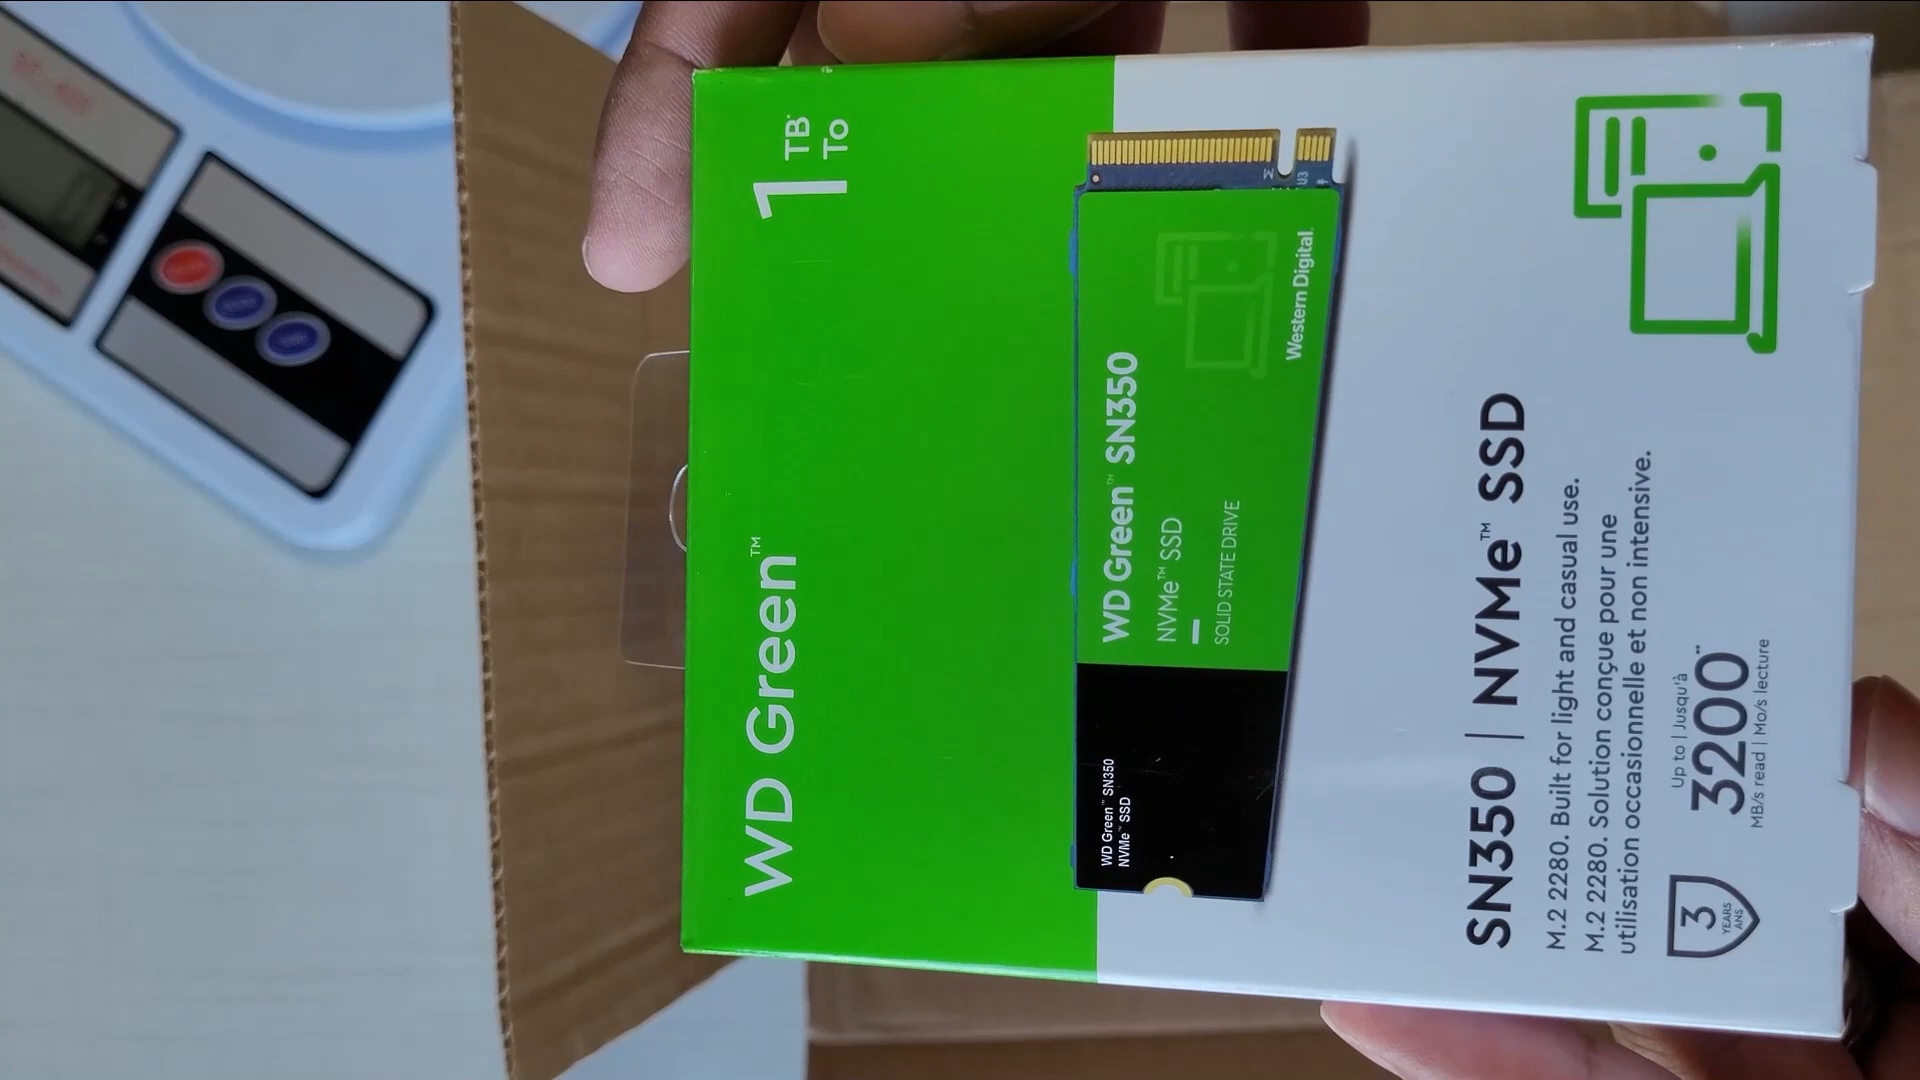 WD Green™
1 TB*
To
WD Green™ SN350
NVMe™ SSD
SOLID STATE DRIVE
Western Digital.
WD Green™ SN350
NVMe™ SSD
SN350 | NVMe™ SSD
M.2 2280. Built for light and casual use.
M.2 2280. Solution conçue pour une
utilisation occasionnelle et non intensive.
3
YEARS
ANS
Up to | Jusqu'à
3200**
MB/s read | Mo/s lecture